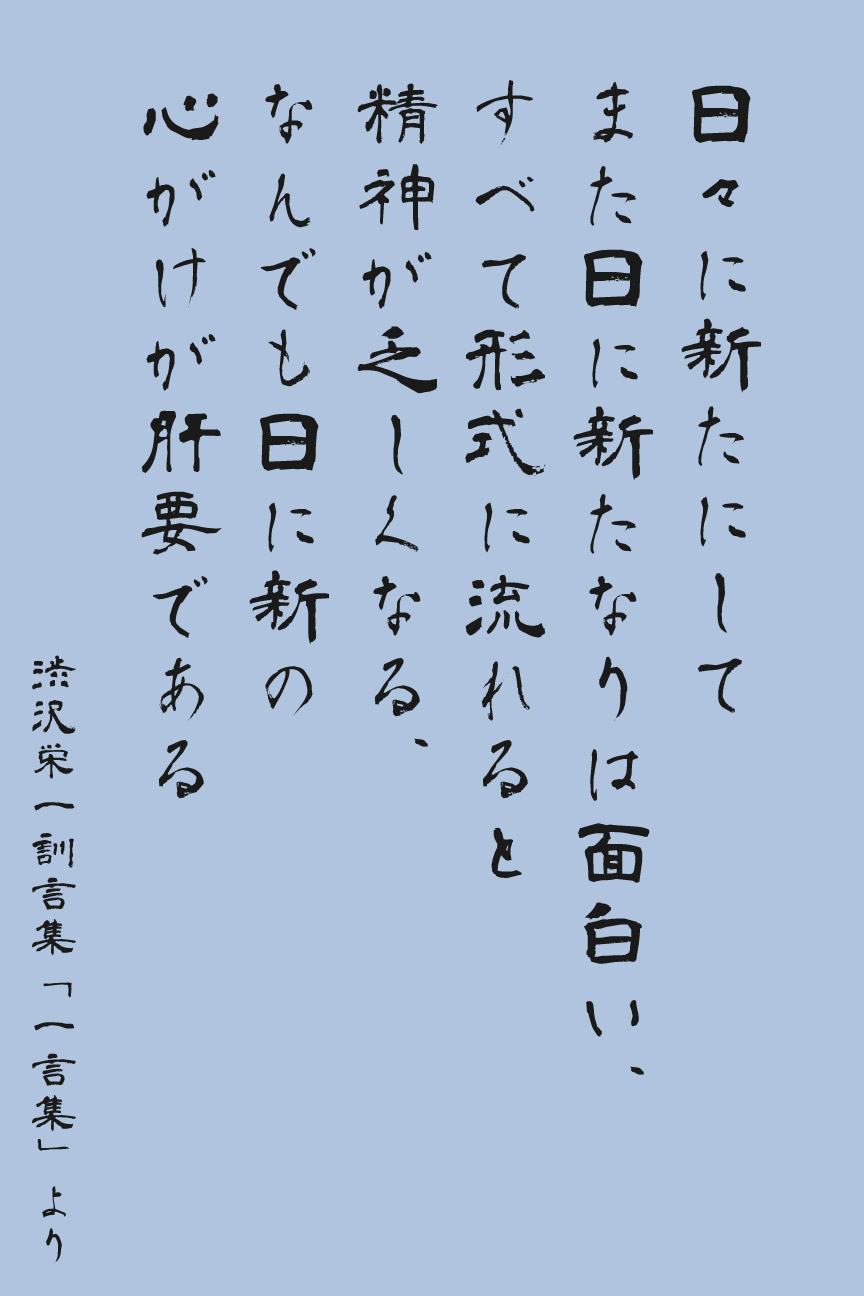 日々に新たにして
また日に新たなりは面白い、
すべて形式に流れると
精神が乏しくなる、
なんでも日に新の
心がけが肝要である
渋沢栄一訓言集「一言集」より